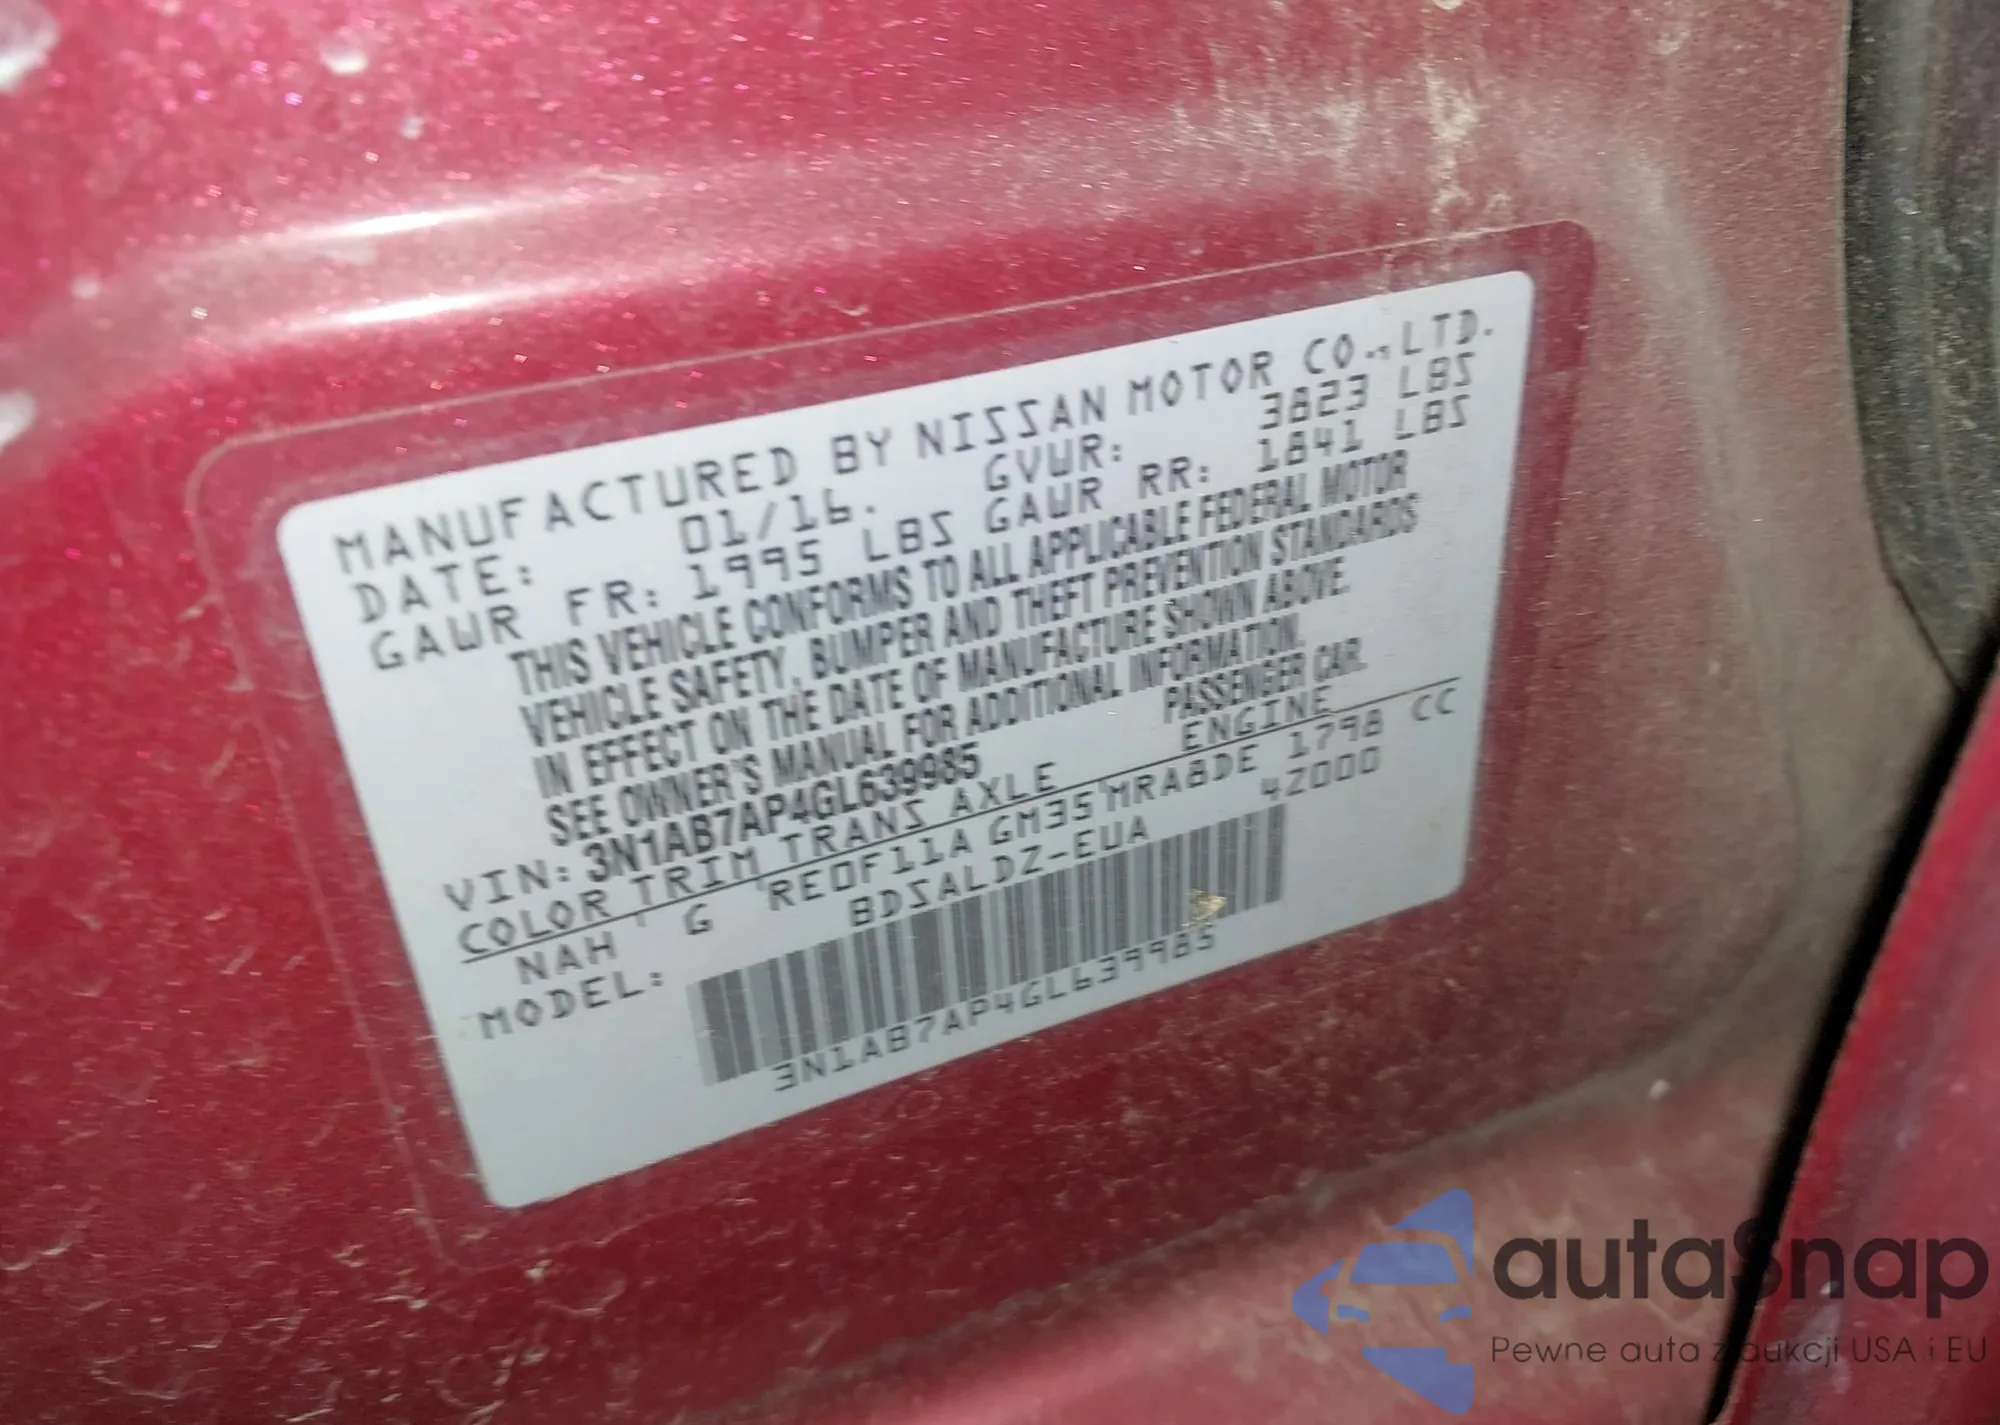 MANUFACTURED BY NISSAN MOTOR CO., LTD.
DATE: 01/16. GVWR: 3823 LBS
GAWR FR: 1995 LBS GAWR RR: 1841 LBS
THIS VEHICLE CONFORMS TO ALL APPLICABLE FEDERAL MOTOR
VEHICLE SAFETY, BUMPER AND THEFT PREVENTION STANDARDS
IN EFFECT ON THE DATE OF MANUFACTURE SHOWN ABOVE.
SEE OWNER'S MANUAL FOR ADDITIONAL INFORMATION.
VIN: 3N1AB7AP4GL639985 PASSENGER CAR.
COLOR TRIM TRANS AXLE ENGINE
NAH G RE0F11A GM35 MRA8DE 1798 CC
MODEL: BDSALDZ-EUA 4Z000
3N1AB7AP4GL639985
autaSnap
Pewne auta z aukcji USA i EU